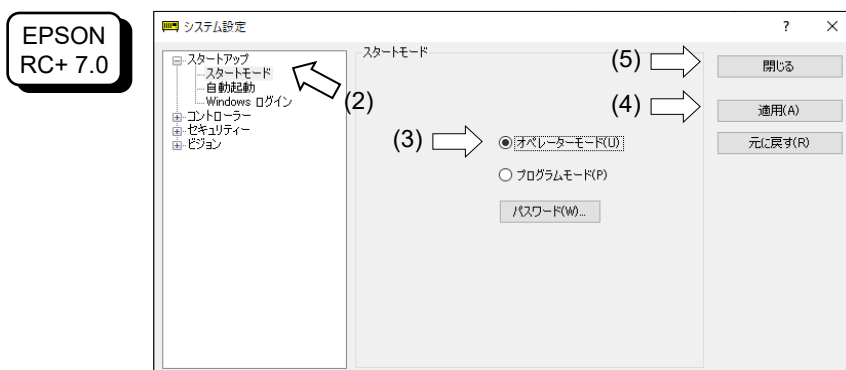 EPSON
RC+ 7.0
システム設定
? ×
スタートアップ
スタートモード
自動起動
Windows ログイン
コントローラー
セキュリティー
ビジョン
(2)
スタートモード
(3)
オペレーターモード(U)
プログラムモード(P)
パスワード(W)...
(5)
閉じる
(4)
適用(A)
元に戻す(R)